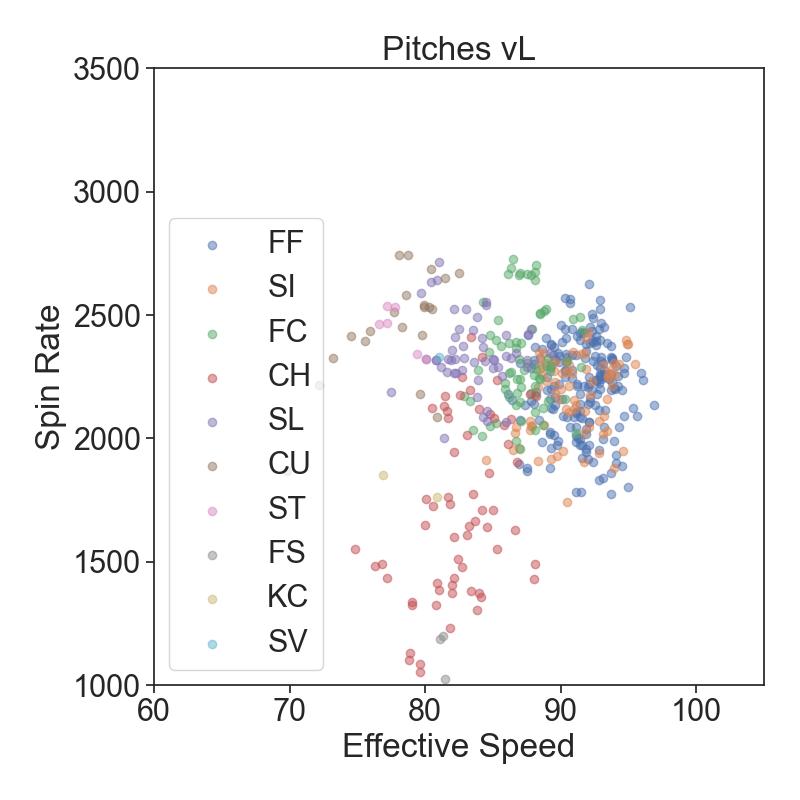 Pitches vL
3500
3000
2500
2000
1500
1000
Spin Rate
FF
SI
FC
CH
SL
CU
ST
FS
KC
SV
60 70 80 90 100
Effective Speed